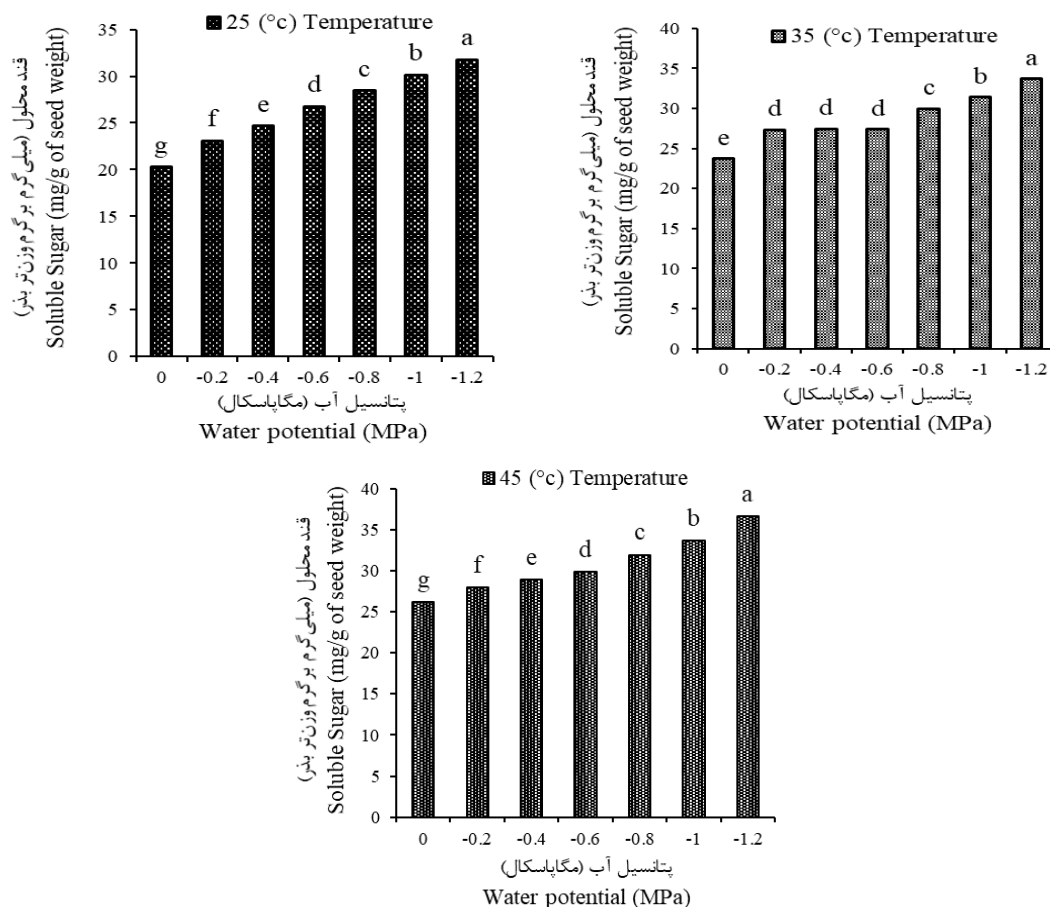 25 (°c) Temperature
قند محلول (میلی‌گرم بر گرم وزن‌تر بذر)
Soluble Sugar (mg/g of seed weight)
35
30
25
20
15
10
5
0
g
f
e
d
c
b
a
0 -0.2 -0.4 -0.6 -0.8 -1 -1.2
پتانسیل آب (مگاپاسکال)
Water potential (MPa)
35 (°c) Temperature
قند محلول (میلی‌گرم بر گرم وزن‌تر بذر)
Soluble Sugar (mg/g of seed weight)
40
35
30
25
20
15
10
5
0
e
d
d
d
c
b
a
0 -0.2 -0.4 -0.6 -0.8 -1 -1.2
پتانسیل آب (مگاپاسکال)
Water potential (MPa)
45 (°c) Temperature
قند محلول (میلی‌گرم بر گرم وزن‌تر بذر)
Soluble Sugar (mg/g of seed weight)
40
35
30
25
20
15
10
5
0
g
f
e
d
c
b
a
0 -0.2 -0.4 -0.6 -0.8 -1 -1.2
پتانسیل آب (مگاپاسکال)
Water potential (MPa)